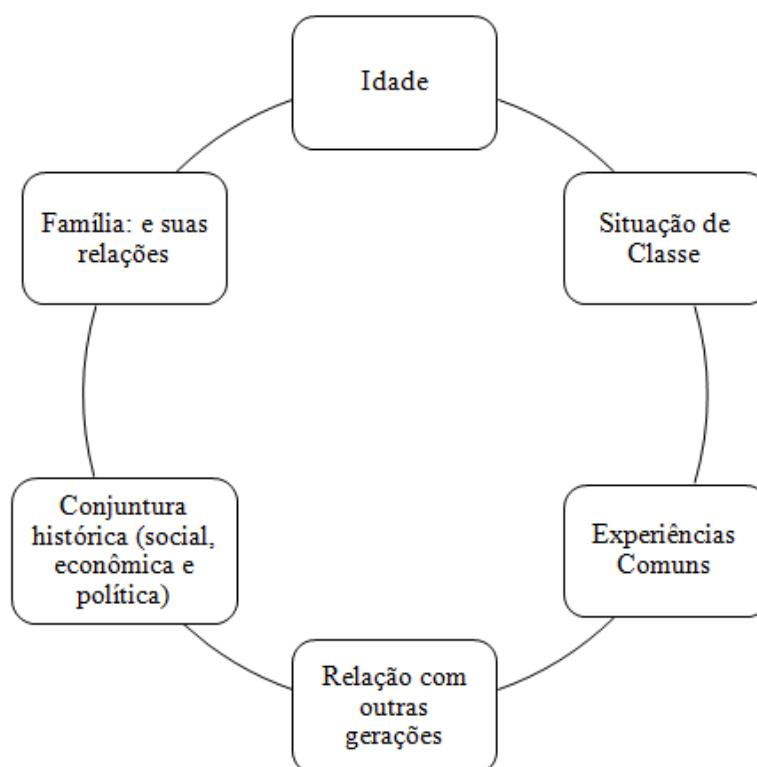 Idade
Situação de
Classe
Experiências
Comuns
Relação com
outras
gerações
Conjuntura
histórica (social,
econômica e
política)
Família: e suas
relações